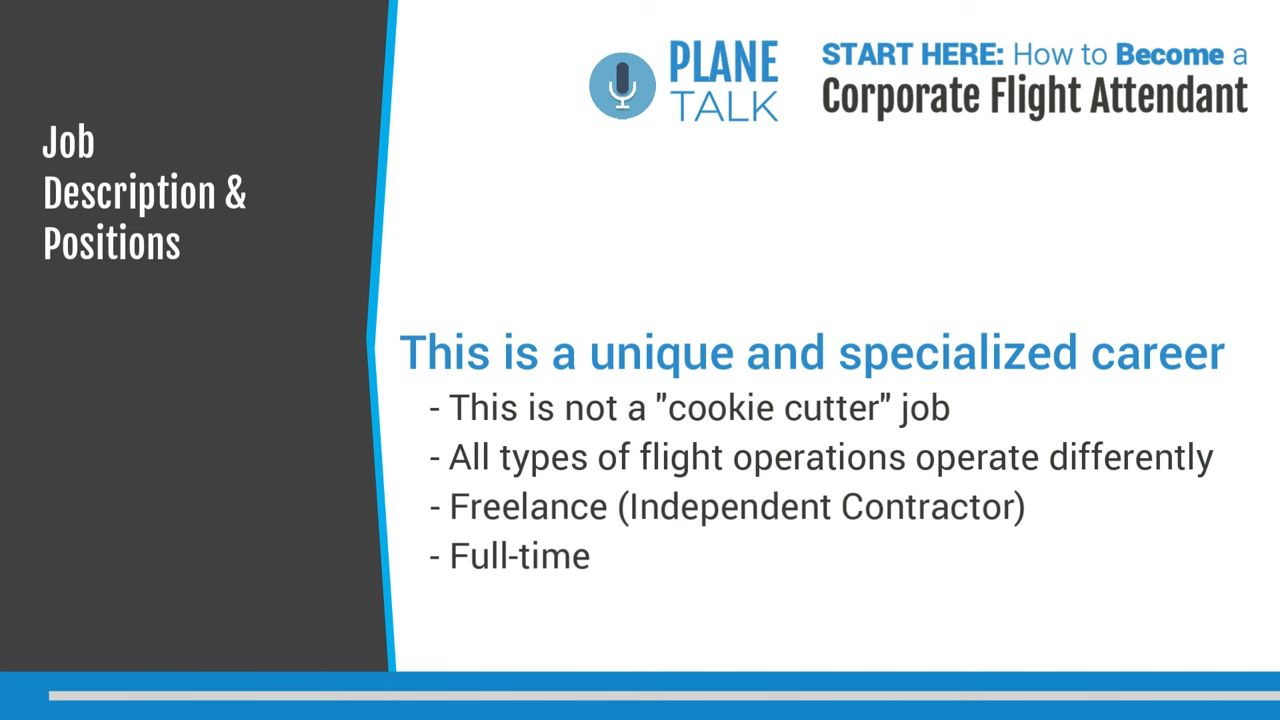 Job
Description &
Positions
PLANE
TALK
START HERE: How to Become a
Corporate Flight Attendant
This is a unique and specialized career
- This is not a "cookie cutter" job
- All types of flight operations operate differently
- Freelance (Independent Contractor)
- Full-time